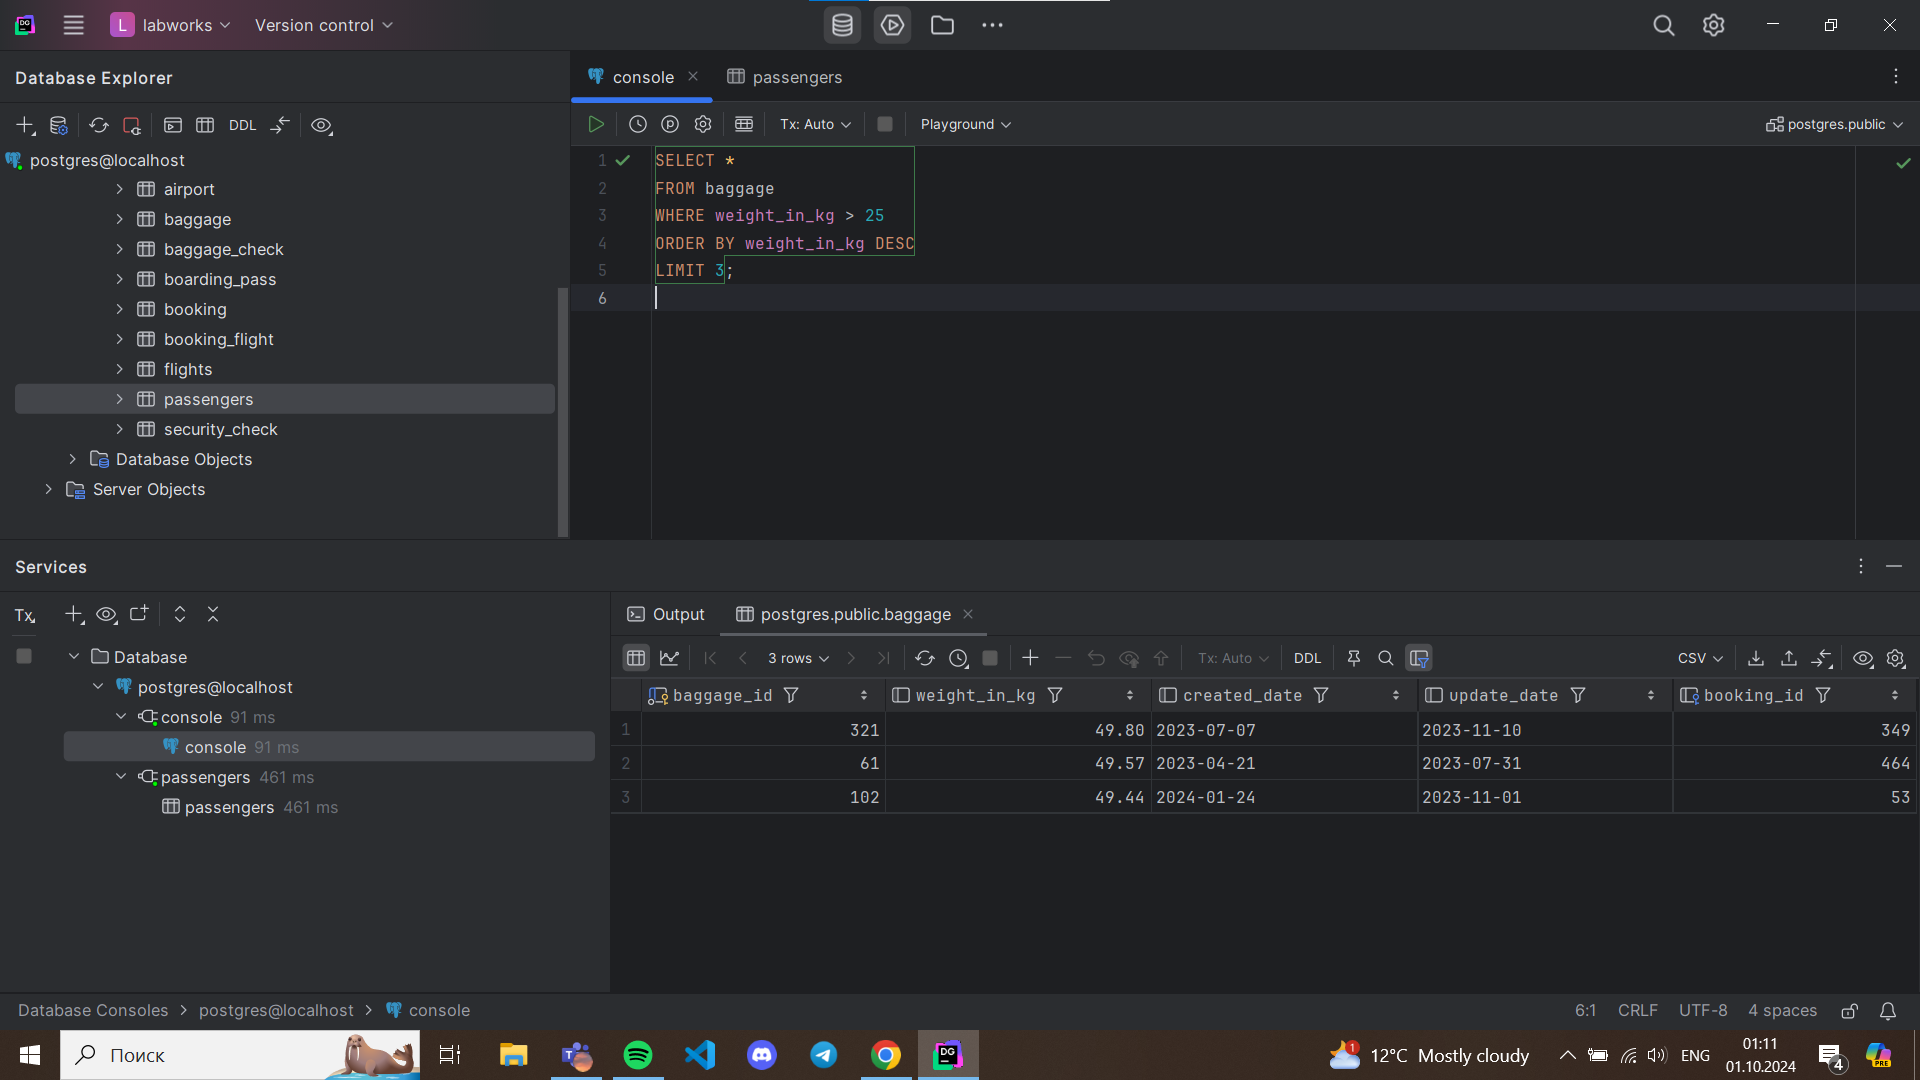 L labworks Version control
Database Explorer
console
passengers
DDL
Tx: Auto
Playground
postgres.public
postgres@localhost
airport
baggage
baggage_check
boarding_pass
booking
booking_flight
flights
passengers
security_check
Database Objects
Server Objects
1 SELECT *
2 FROM baggage
3 WHERE weight_in_kg > 25
4 ORDER BY weight_in_kg DESC
5 LIMIT 3;
6
Services
Tx
Database
postgres@localhost
console 91 ms
console 91 ms
passengers 461 ms
passengers 461 ms
Output
postgres.public.baggage
3 rows
Tx: Auto
DDL
CSV
baggage_id weight_in_kg created_date update_date booking_id
1 321 49.80 2023-07-07 2023-11-10 349
2 61 49.57 2023-04-21 2023-07-31 464
3 102 49.44 2024-01-24 2023-11-01 53
Database Consoles > postgres@localhost > console
6:1 CRLF UTF-8 4 spaces
Поиск
DG
1
12°C Mostly cloudy
ENG
01:11
01.10.2024
4
PRE